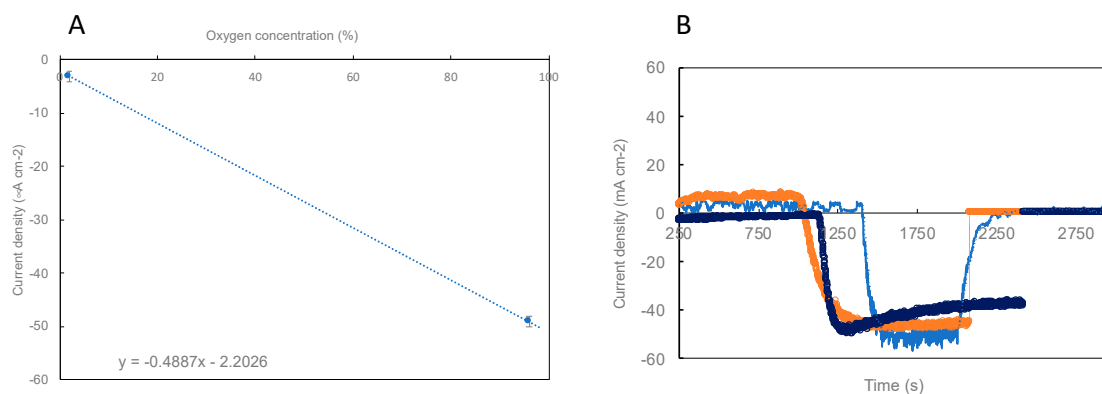 A
Oxygen concentration (%)
0
0 20 40 60 80 100
-10
-20
-30
-40
-50
-60
Current density (∞A cm-2)
y = -0.4887x - 2.2026
B
60
40
20
0
250 750 1250 1750 2250 2750
-20
-40
-60
Current density (mA cm-2)
Time (s)